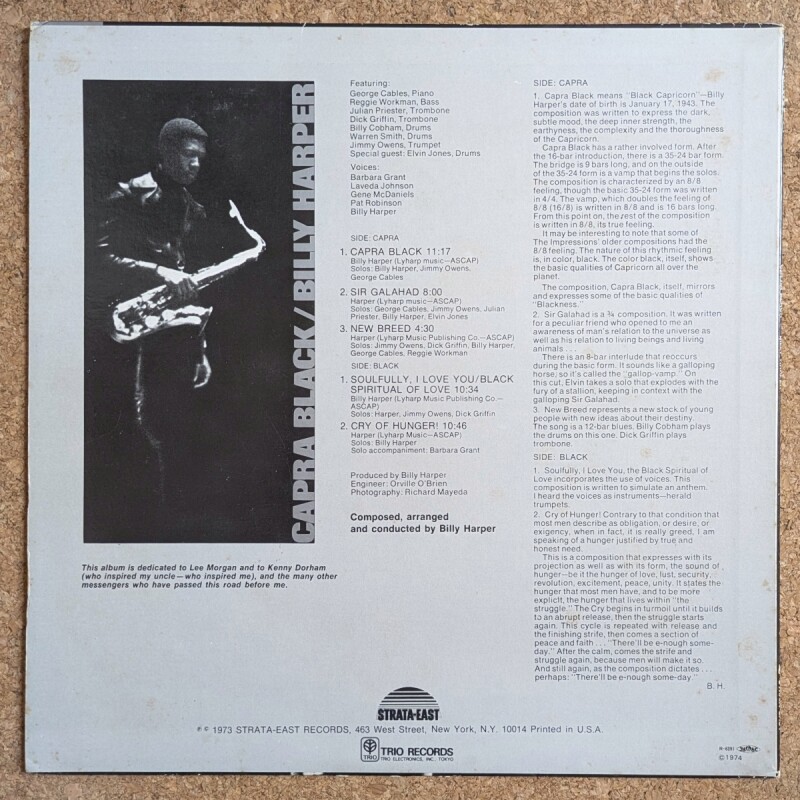 CAPRA BLACK/BILLY HARPER
This album is dedicated to Lee Morgan and to Kenny Dorham
(who inspired my uncle—who inspired me), and the many other
messengers who have passed this road before me.
Featuring:
George Cables, Piano
Reggie Workman, Bass
Julian Priester, Trombone
Dick Griffin, Trombone
Billy Cobham, Drums
Warren Smith, Drums
Jimmy Owens, Trumpet
Special guest: Elvin Jones, Drums
Voices:
Barbara Grant
Laveda Johnson
Gene McDaniels
Pat Robinson
Billy Harper
SIDE: CAPRA
1. CAPRA BLACK 11:17
Billy Harper (Lyharp music—ASCAP)
Solos: Billy Harper, Jimmy Owens,
George Cables
2. SIR GALAHAD 8:00
Harper (Lyharp music—ASCAP)
Solos: George Cables, Jimmy Owens, Julian
Priester, Billy Harper, Elvin Jones
3. NEW BREED 4:30
Harper (Lyharp Music Publishing Co.—ASCAP)
Solos: Jimmy Owens, Dick Griffin, Billy Harper,
George Cables, Reggie Workman
SIDE: BLACK
1. SOULFULLY, I LOVE YOU/BLACK
SPIRITUAL OF LOVE 10:34
Billy Harper (Lyharp Music Publishing Co.—
ASCAP)
Solos: Harper, Jimmy Owens, Dick Griffin
2. CRY OF HUNGER! 10:46
Harper (Lyharp Music—ASCAP)
Solos: Billy Harper
Solo accompaniment: Barbara Grant
Produced by Billy Harper
Engineer: Orville O'Brien
Photography: Richard Mayeda
Composed, arranged
and conducted by Billy Harper
SIDE: CAPRA
1. Capra Black means "Black Capricorn"—Billy
Harper's date of birth is January 17, 1943. The
composition was written to express the dark,
subtle mood, the deep inner strength, the
earthyness, the complexity and the thoroughness
of the Capricorn.
Capra Black has a rather involved form. After
the 16-bar introduction, there is a 35-24 bar form.
The bridge is 9 bars long, and on the outside
of the 35-24 form is a vamp that begins the solos.
The composition is characterized by an 8/8
feeling, though the basic 35-24 form was written
in 4/4. The vamp, which doubles the feeling of
8/8 (16/8) is written in 8/8 and is 16 bars long.
From this point on, the rest of the composition
is written in 8/8, its true feeling.
It may be interesting to note that some of
The Impressions' older compositions had the
8/8 feeling. The nature of this rhythmic feeling
is, in color, black. The color black, itself, shows
the basic qualities of Capricorn all over the
planet.
The composition, Capra Black, itself, mirrors
and expresses some of the basic qualities of
"Blackness."
2. Sir Galahad is a ¾ composition. It was written
for a peculiar friend who opened to me an
awareness of man's relation to the universe as
well as his relation to living beings and living
animals . . .
There is an 8-bar interlude that reoccurs
during the basic form. It sounds like a galloping
horse, so it's called the "gallop-vamp." On
this cut, Elvin takes a solo that explodes with the
fury of a stallion, keeping in context with the
galloping Sir Galahad.
3. New Breed represents a new stock of young
people with new ideas about their destiny.
The song is a 12-bar blues. Billy Cobham plays
the drums on this one. Dick Griffin plays
trombone.
SIDE: BLACK
1. Soulfully, I Love You, the Black Spiritual of
Love incorporates the use of voices. This
composition is written to simulate an anthem.
I heard the voices as instruments—herald
trumpets.
2. Cry of Hunger! Contrary to that condition that
most men describe as obligation, or desire, or
exigency, when in fact, it is really greed, I am
speaking of a hunger justified by true and
honest need.
This is a composition that expresses with its
projection as well as with its form, the sound of
hunger—be it the hunger of love, lust, security,
revolution, excitement, peace, unity. It states the
hunger that most men have, and to be more
explicit, the hunger that lives within "the
struggle." The Cry begins in turmoil until it builds
to an abrupt release, then the struggle starts
again. This cycle is repeated with release and
the finishing strife, then comes a section of
peace and faith . . . "There'll be e-nough some-
day." After the calm, comes the strife and
struggle again, because men will make it so.
And still again, as the composition dictates . . .
perhaps: "There'll be e-nough some-day."
B. H.
STRATA-EAST
℗ © 1973 STRATA-EAST RECORDS, 463 West Street, New York, N.Y. 10014 Printed in U.S.A.
TRIO
TRIO RECORDS
TRIO ELECTRONICS, INC., TOKYO
©1974